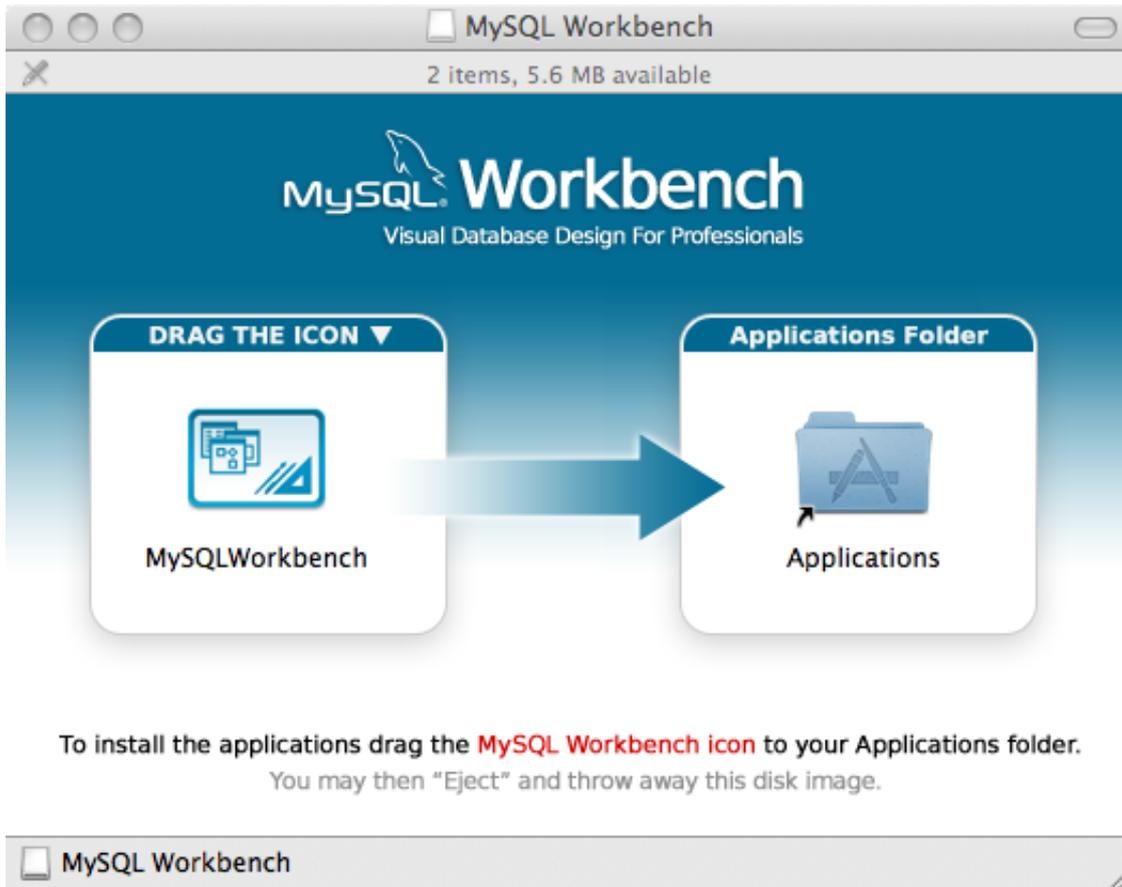 MySQL Workbench
2 items, 5.6 MB available
MySQL® Workbench
Visual Database Design For Professionals
DRAG THE ICON ▼
Applications Folder
MySQLWorkbench
Applications
To install the applications drag the MySQL Workbench icon to your Applications folder.
You may then “Eject” and throw away this disk image.
MySQL Workbench